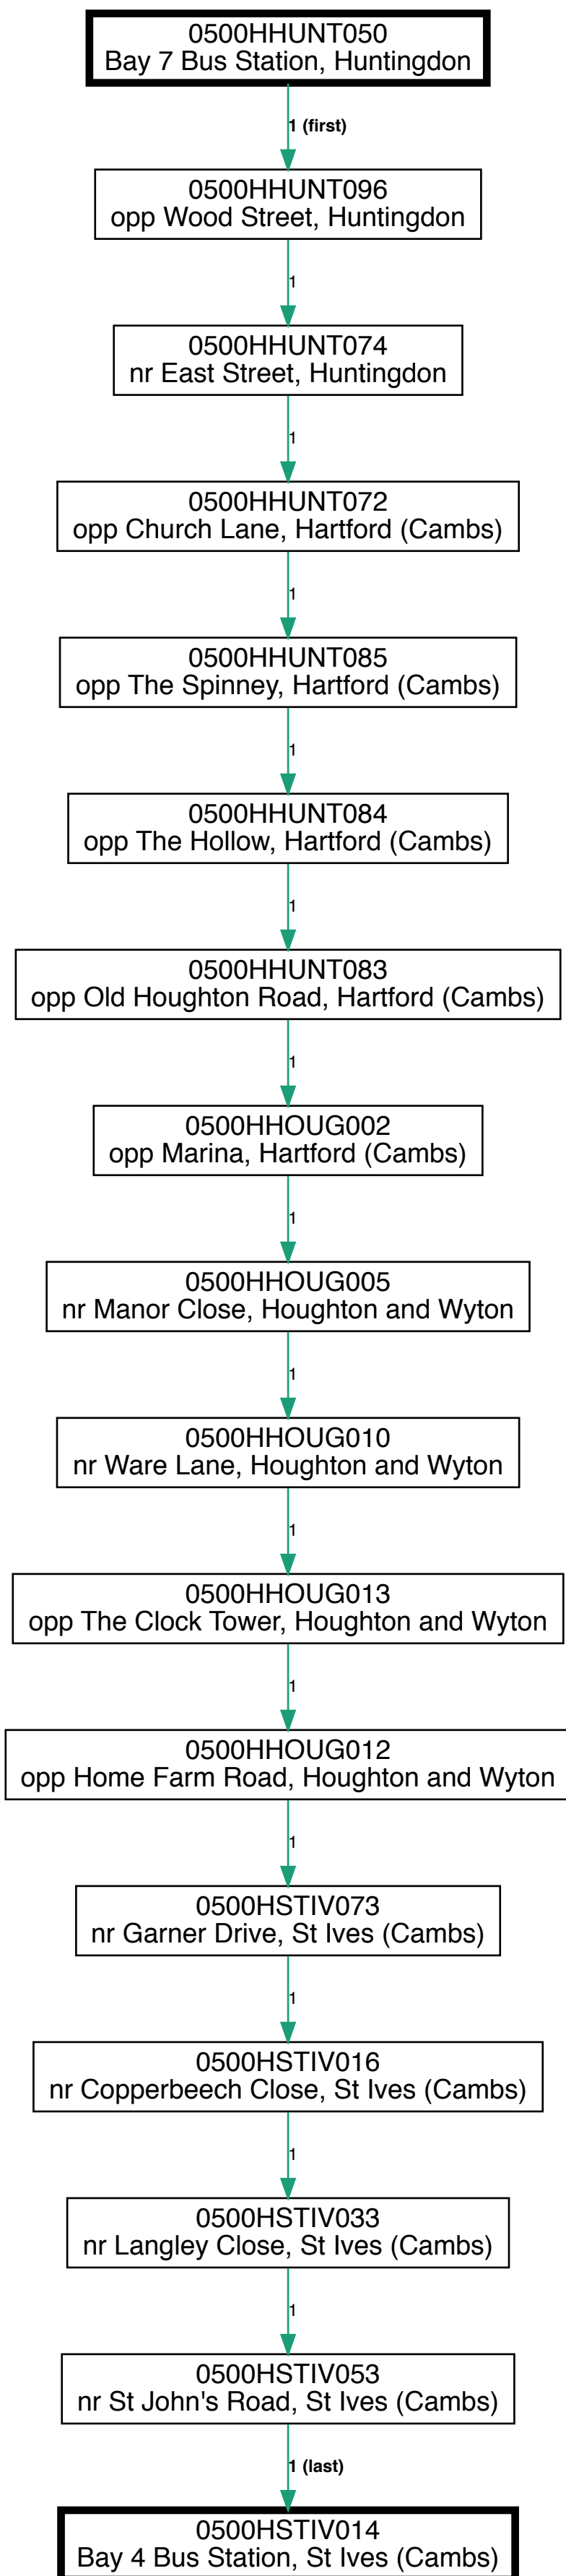 0500HHUNT050
Bay 7 Bus Station, Huntingdon
1 (first)
0500HHUNT096
opp Wood Street, Huntingdon
1
0500HHUNT074
nr East Street, Huntingdon
1
0500HHUNT072
opp Church Lane, Hartford (Cambs)
1
0500HHUNT085
opp The Spinney, Hartford (Cambs)
1
0500HHUNT084
opp The Hollow, Hartford (Cambs)
1
0500HHUNT083
opp Old Houghton Road, Hartford (Cambs)
1
0500HHOUG002
opp Marina, Hartford (Cambs)
1
0500HHOUG005
nr Manor Close, Houghton and Wyton
1
0500HHOUG010
nr Ware Lane, Houghton and Wyton
1
0500HHOUG013
opp The Clock Tower, Houghton and Wyton
1
0500HHOUG012
opp Home Farm Road, Houghton and Wyton
1
0500HSTIV073
nr Garner Drive, St Ives (Cambs)
1
0500HSTIV016
nr Copperbeech Close, St Ives (Cambs)
1
0500HSTIV033
nr Langley Close, St Ives (Cambs)
1
0500HSTIV053
nr St John's Road, St Ives (Cambs)
1 (last)
0500HSTIV014
Bay 4 Bus Station, St Ives (Cambs)